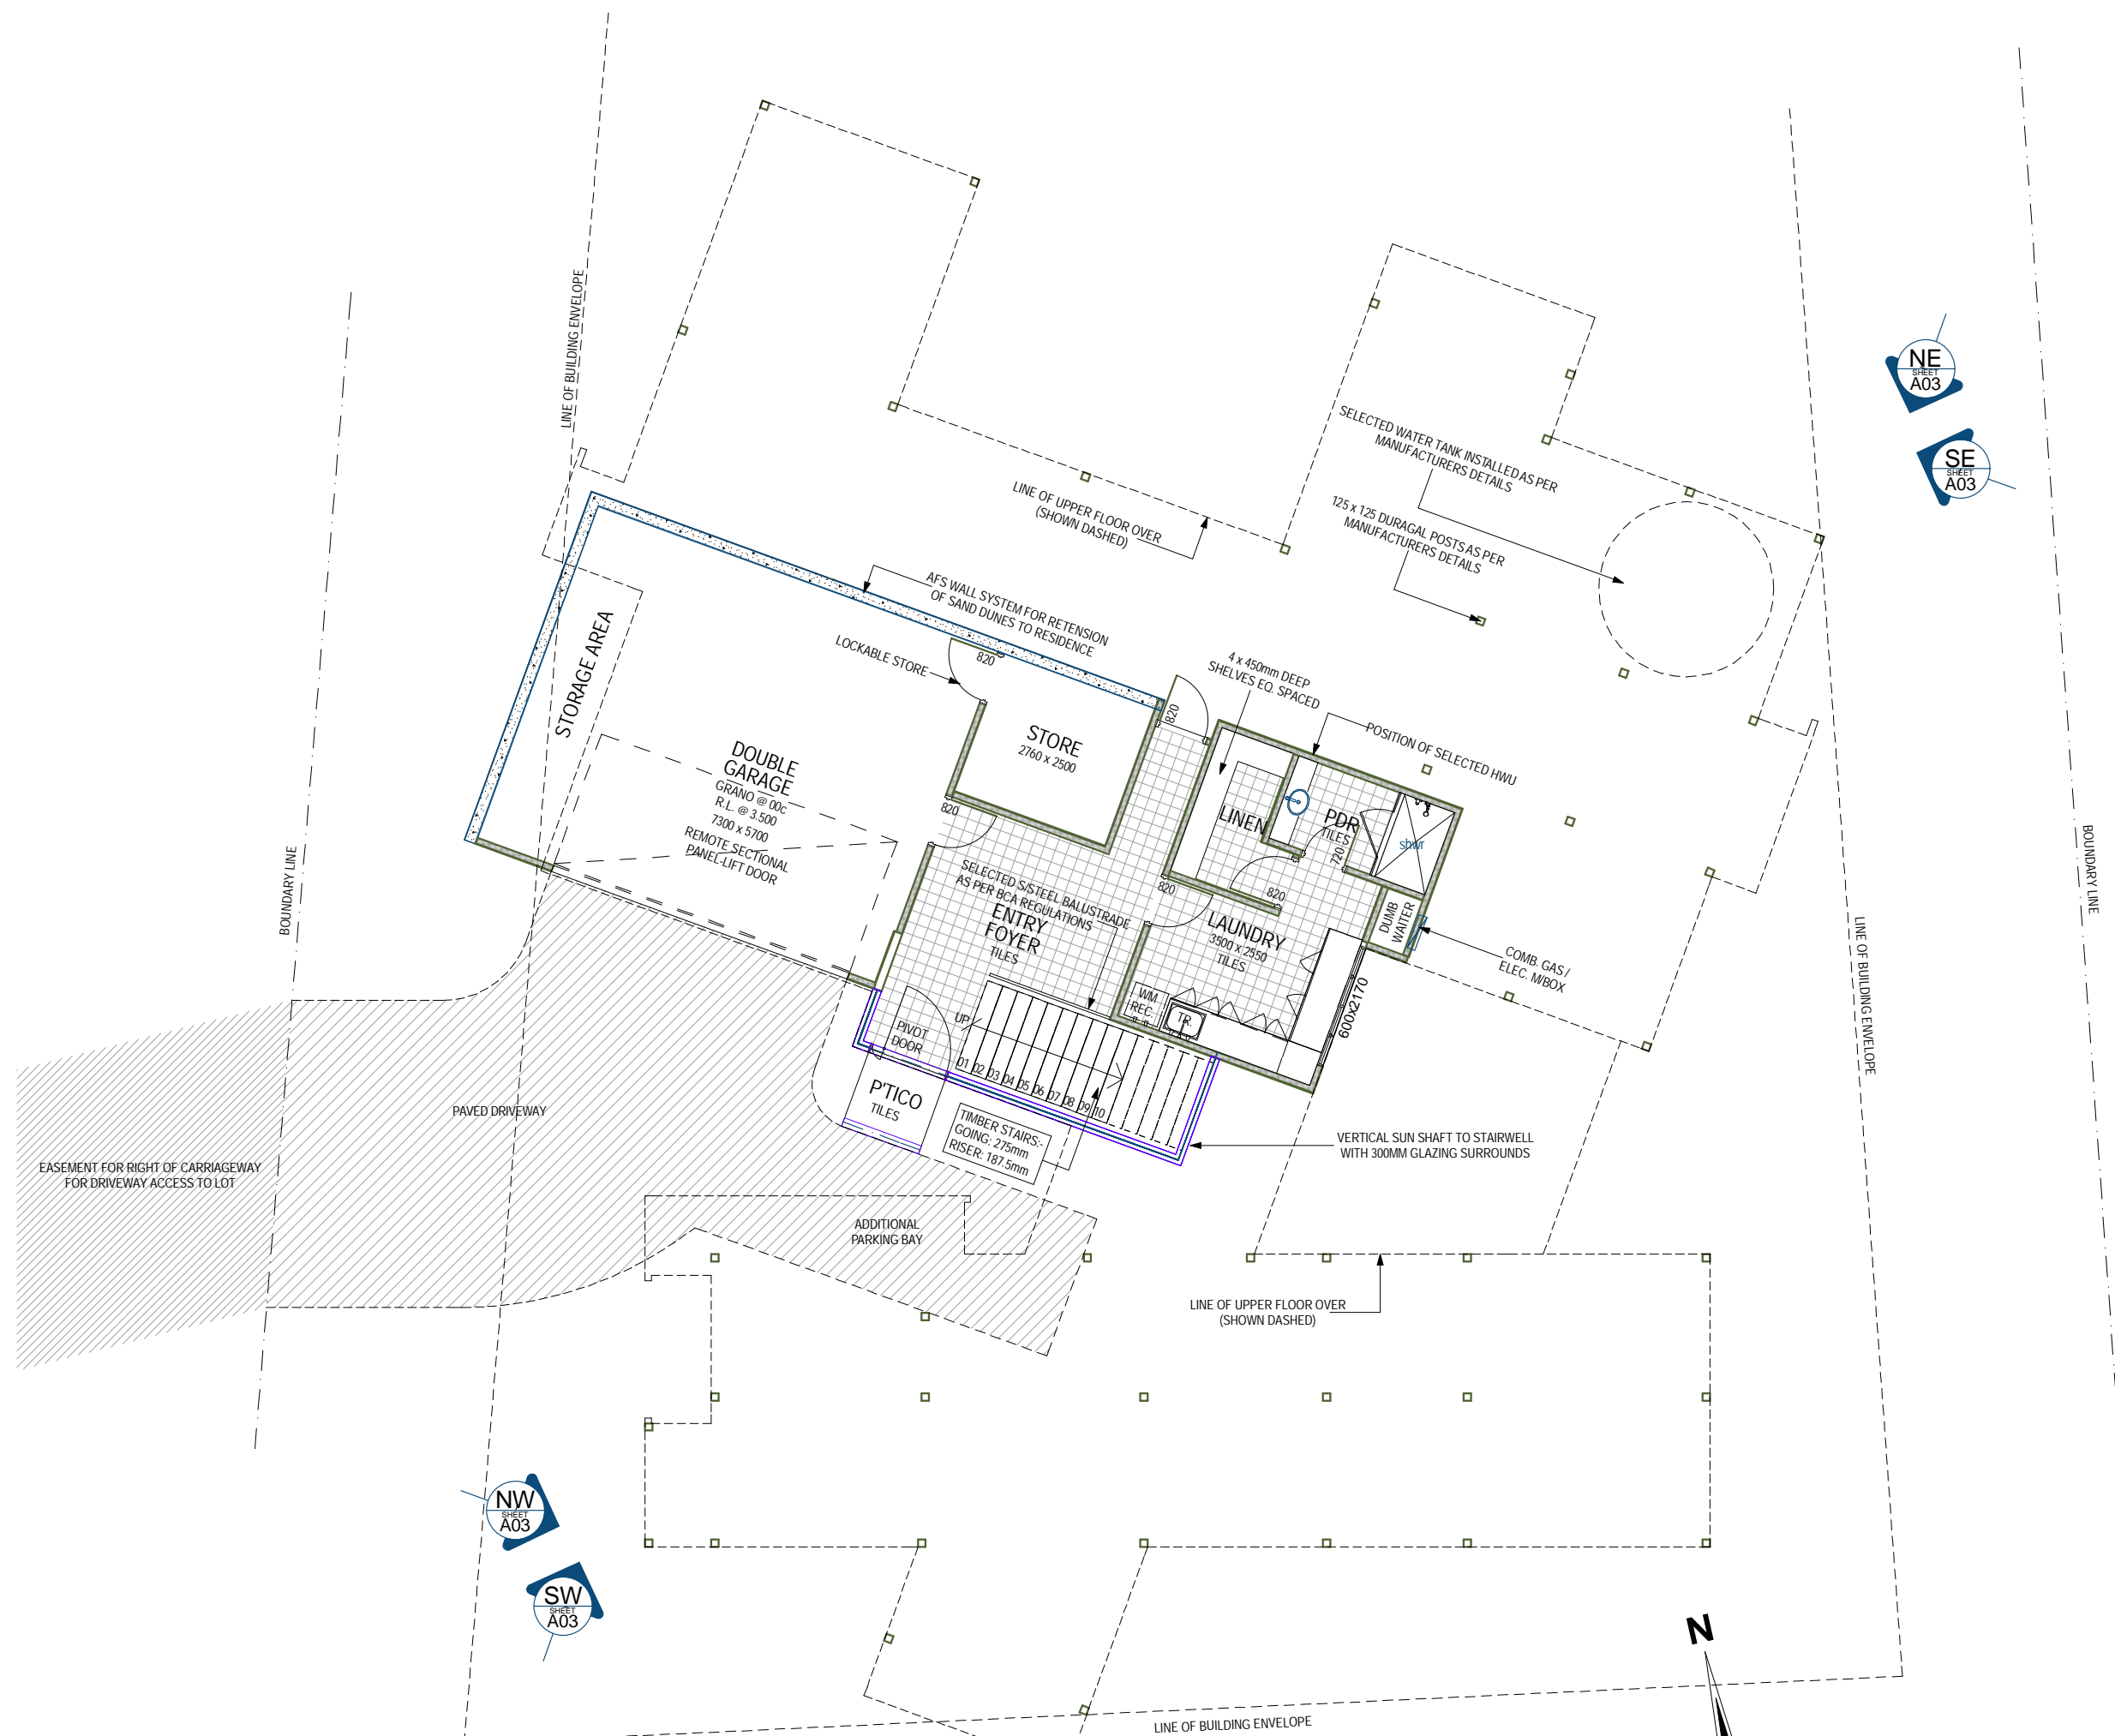 LINE OF BUILDING ENVELOPE
NE
SHEET
A03
SE
SHEET
A03
SELECTED WATER TANK INSTALLED AS PER
MANUFACTURERS DETAILS
LINE OF UPPER FLOOR OVER
(SHOWN DASHED)
125 x 125 DURAGAL POSTS AS PER
MANUFACTURERS DETAILS
AFS WALL SYSTEM FOR RETENSION
OF SAND DUNES TO RESIDENCE
LOCKABLE STORE
820
4 x 450mm DEEP
SHELVES EQ. SPACED
POSITION OF SELECTED HWU
STORAGE AREA
STORE
2760 x 2500
820
DOUBLE
GARAGE
GRANO @ 00c
R.L. @ 3.500
7300 x 5700
REMOTE SECTIONAL
PANEL-LIFT DOOR
820
LINEN
PDR
TILES
720
shwr
820
820
SELECTED S/STEEL BALUSTRADE
AS PER BCA REGULATIONS
ENTRY
FOYER
TILES
LAUNDRY
3500 x 2550
TILES
DUMB
WAITER
COMB. GAS /
ELEC. M/BOX
BOUNDARY LINE
BOUNDARY LINE
LINE OF BUILDING ENVELOPE
WM
REC.
TR.
600x2170
UP
PIVOT
DOOR
01 02 03 04 05 06 07 08 09 10
P'TICO
TILES
TIMBER STAIRS:-
GOING: 275mm
RISER: 187.5mm
PAVED DRIVEWAY
VERTICAL SUN SHAFT TO STAIRWELL
WITH 300MM GLAZING SURROUNDS
EASEMENT FOR RIGHT OF CARRIAGEWAY
FOR DRIVEWAY ACCESS TO LOT
ADDITIONAL
PARKING BAY
LINE OF UPPER FLOOR OVER
(SHOWN DASHED)
NW
SHEET
A03
SW
SHEET
A03
N
LINE OF BUILDING ENVELOPE